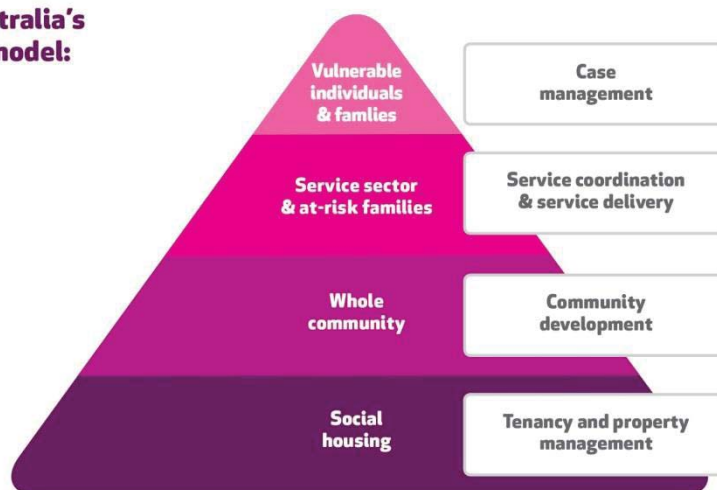 tralia's
model:
Vulnerable
individuals
& famlies
Case
management
Service sector
& at-risk families
Service coordination
& service delivery
Whole
community
Community
development
Social
housing
Tenancy and property
management